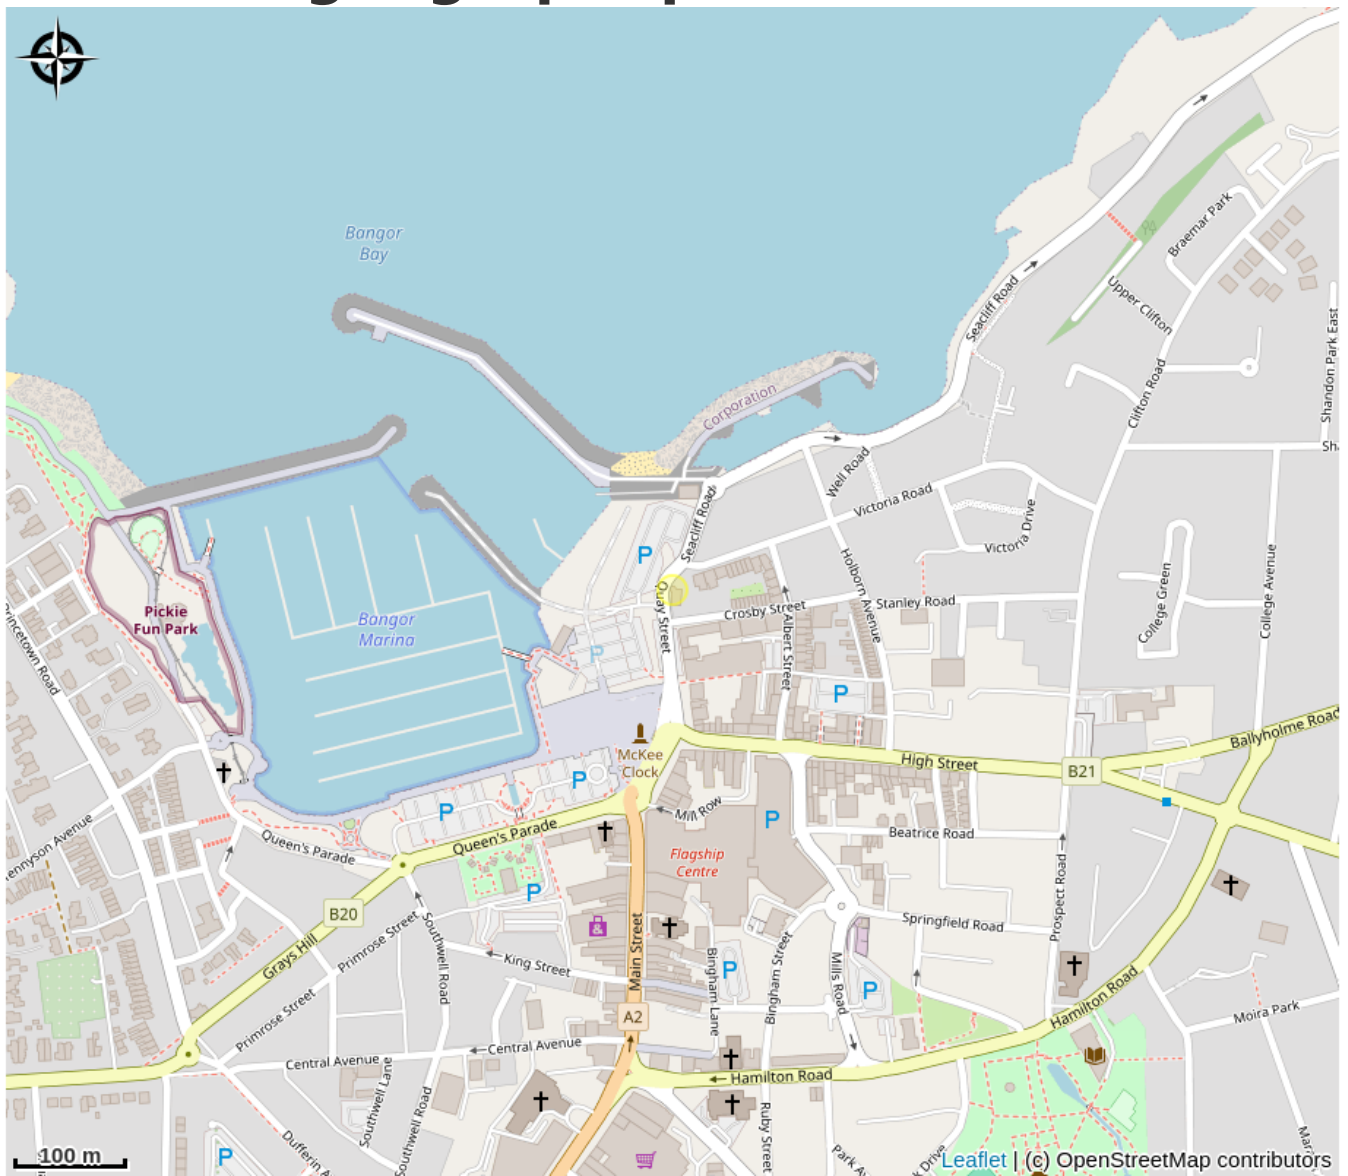 Bangor
Bay
Corporation
Seacliff Road
Braemar Park
Upper Clifton
Clifton Road
Shandon Park East
Well Road
Victoria Road
Victoria Drive
Seacliff Road
Holborn Avenue
Stanley Road
College Green
College Avenue
Pickie
Fun Park
Bangor
Marina
P
Quay Street
Crosby Street
Albert Street
P
P
Princetown Road
McKee
Clock
High Street
B21
Ballyholme Road
P
P
Mill Row
P
Queen's Parade
Queen's Parade
Beatrice Road
Flagship
Centre
P
B20
Grays Hill
Primrose Street
Southwell Road
King Street
Main Street
Springfield Road
Prospect Road
Bingham Lane
P
Bingham Street
Mills Road
P
Hamilton Road
Moira Park
Primrose Street
A2
Central Avenue
Central Avenue
Hamilton Road
Southwell Lane
Southwell Road
Ruby Street
P
100 m
Leaflet | (c) OpenStreetMap contributors